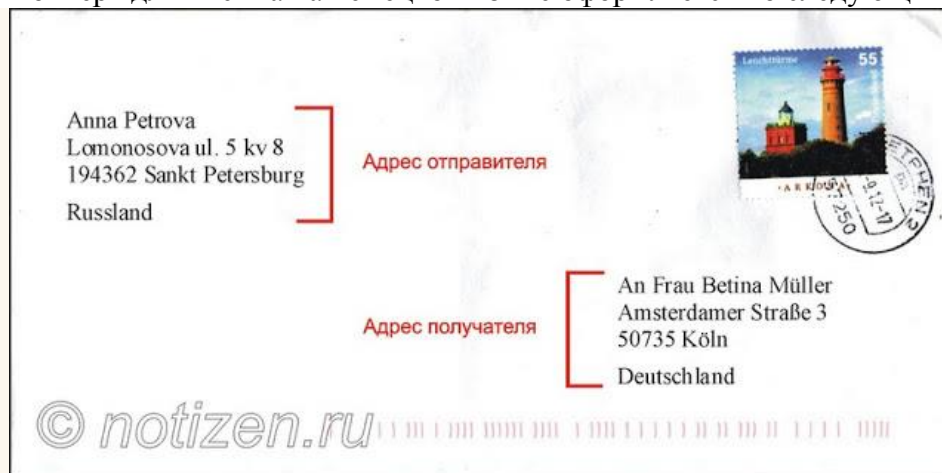 Anna Petrova
Lomonosova ul. 5 kv 8
194362 Sankt Petersburg
Russland
Адрес отправителя
Leuchttürme 55
An Frau Betina Müller
Amsterdamer Straße 3
50735 Köln
Deutschland
Адрес получателя
© notizen.ru